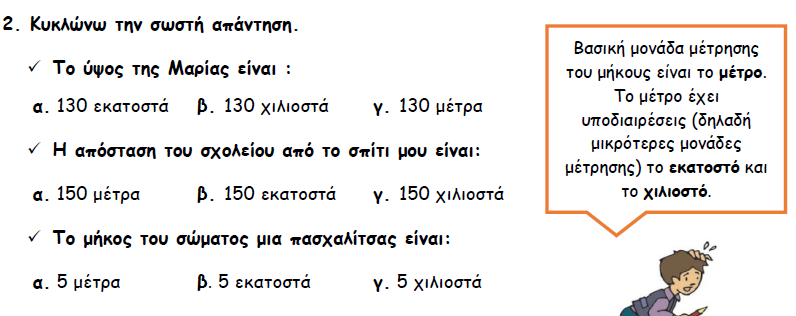 2. Κυκλώνω την σωστή απάντηση.
✓ Το ύψος της Μαρίας είναι :
α. 130 εκατοστά β. 130 χιλιοστά γ. 130 μέτρα
✓ Η απόσταση του σχολείου από το σπίτι μου είναι:
α. 150 μέτρα β. 150 εκατοστά γ. 150 χιλιοστά
✓ Το μήκος του σώματος μια πασχαλίτσας είναι:
α. 5 μέτρα β. 5 εκατοστά γ. 5 χιλιοστά
Βασική μονάδα μέτρησης
του μήκους είναι το μέτρο.
Το μέτρο έχει
υποδιαιρέσεις (δηλαδή
μικρότερες μονάδες
μέτρησης) το εκατοστό και
το χιλιοστό.